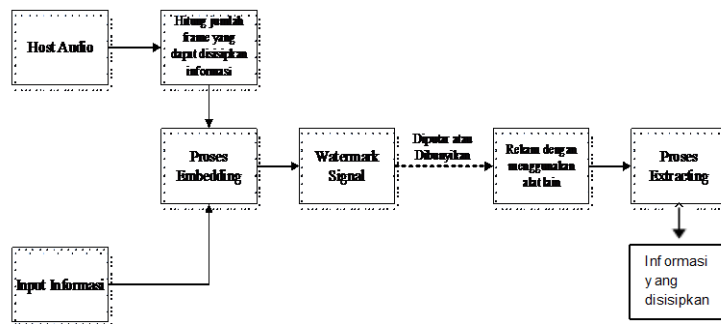 Host Audio
Hitung jumlah
frame yang
dapat disisipkan
informasi
Proses
Embedding
Watermark
Signal
Diputar atau
Dibunyikan
Rekam dengan
menggunakan
alat lain
Proses
Extracting
Input Informasi
Informasi
yang
disisipkan